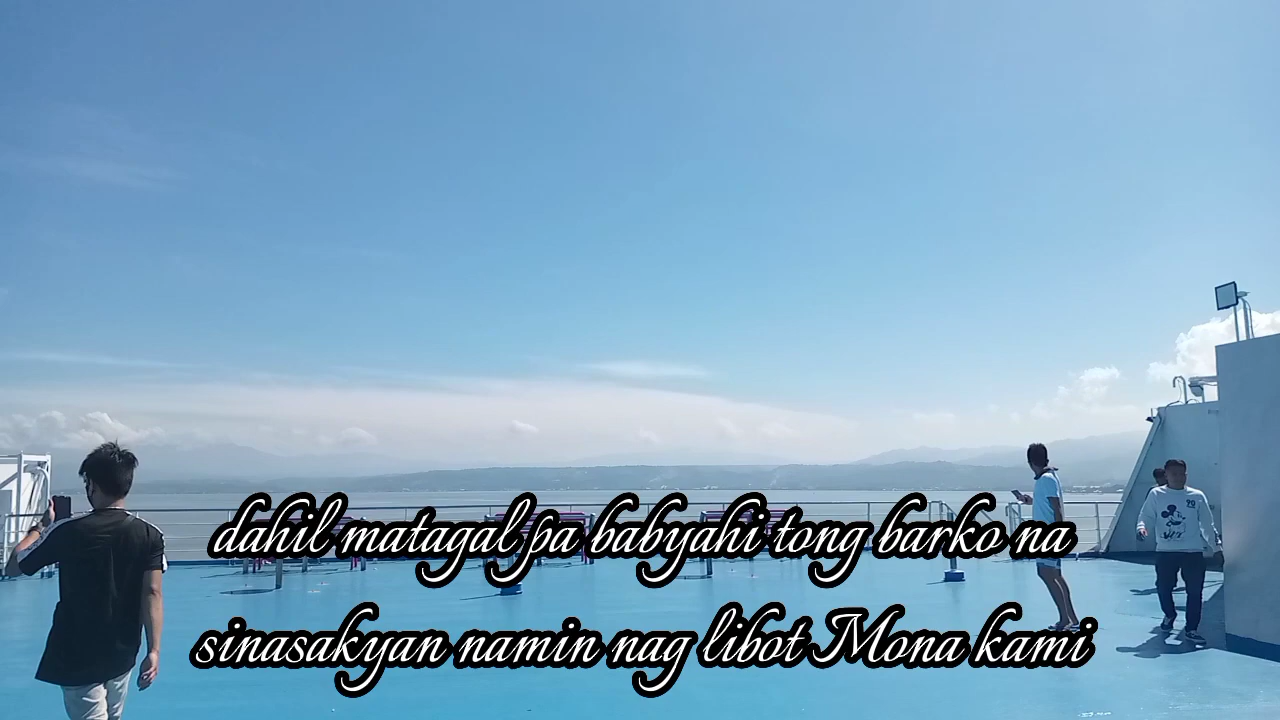 dahil matagal pa babyahi tong barko na
sinasakyan namin nag libot Mona kami